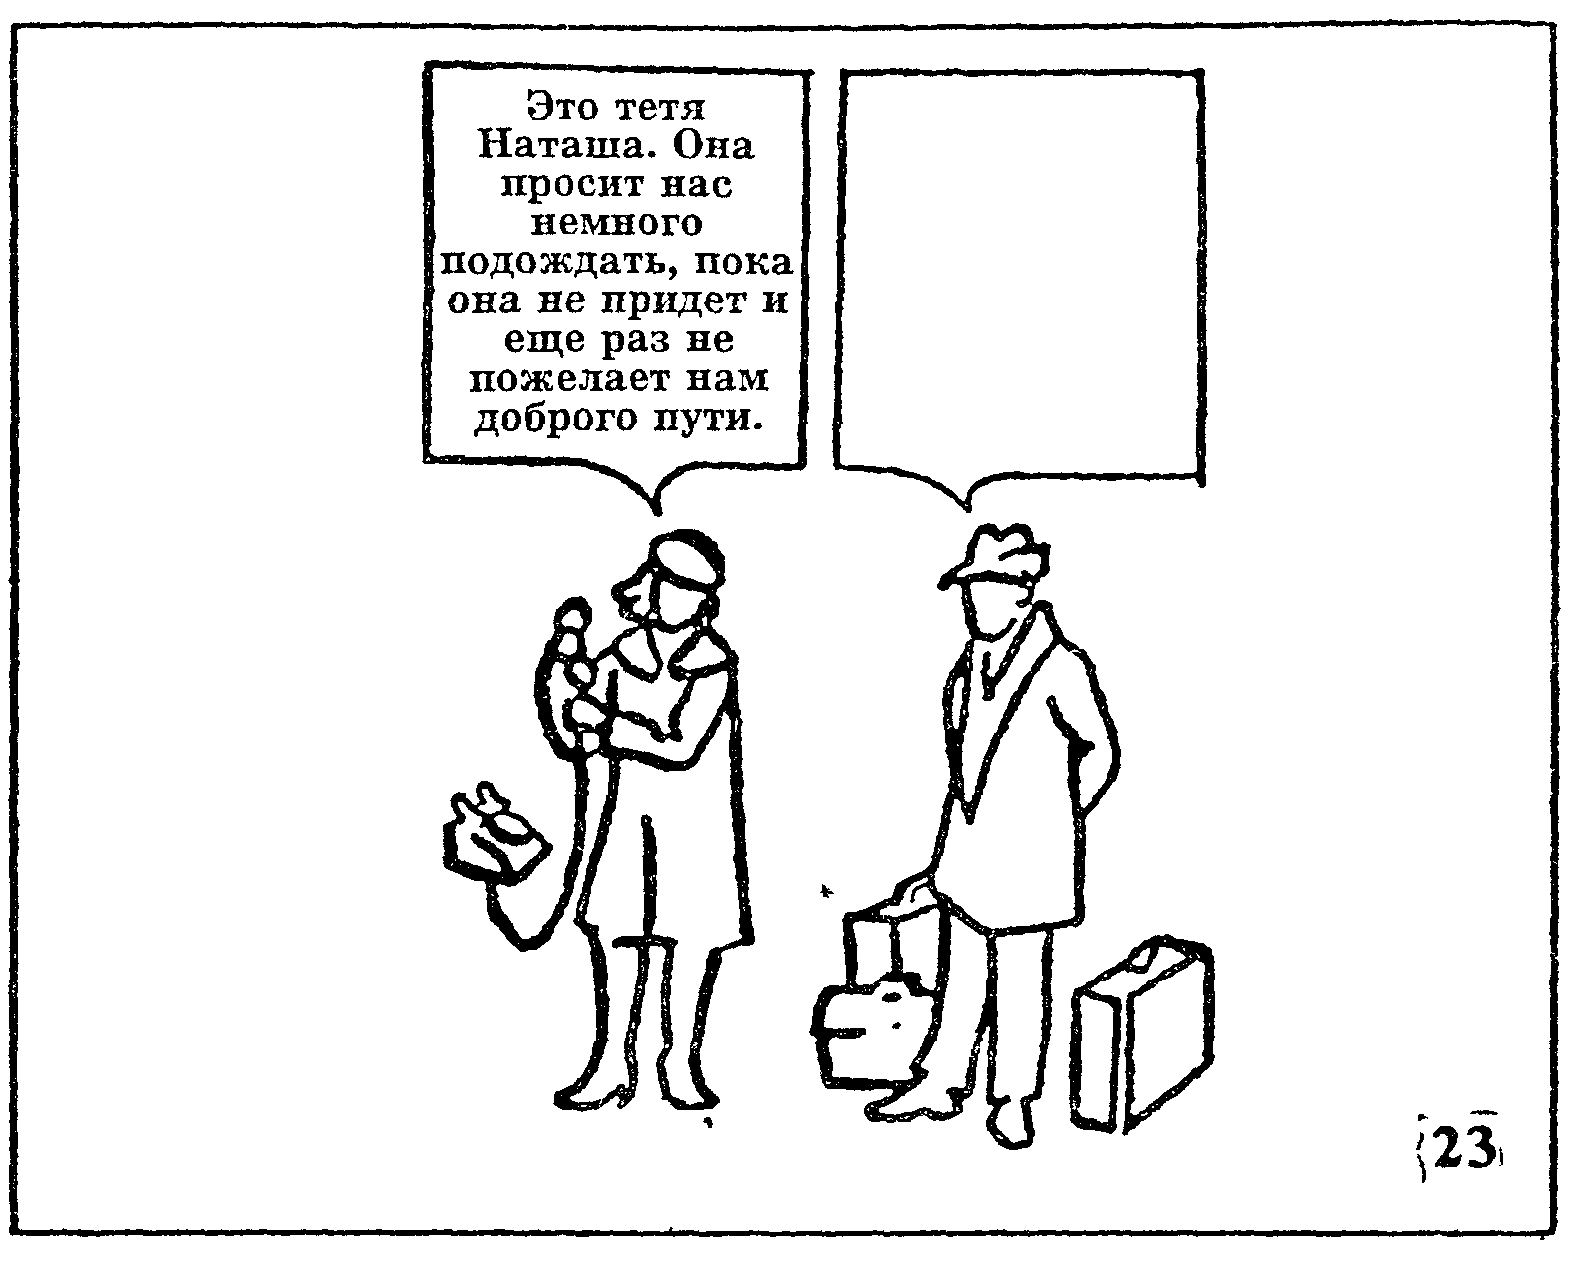 Это тетя
Наташа. Она
просит нас
немного
подождать, пока
она не придет и
еще раз не
пожелает нам
доброго пути.
23